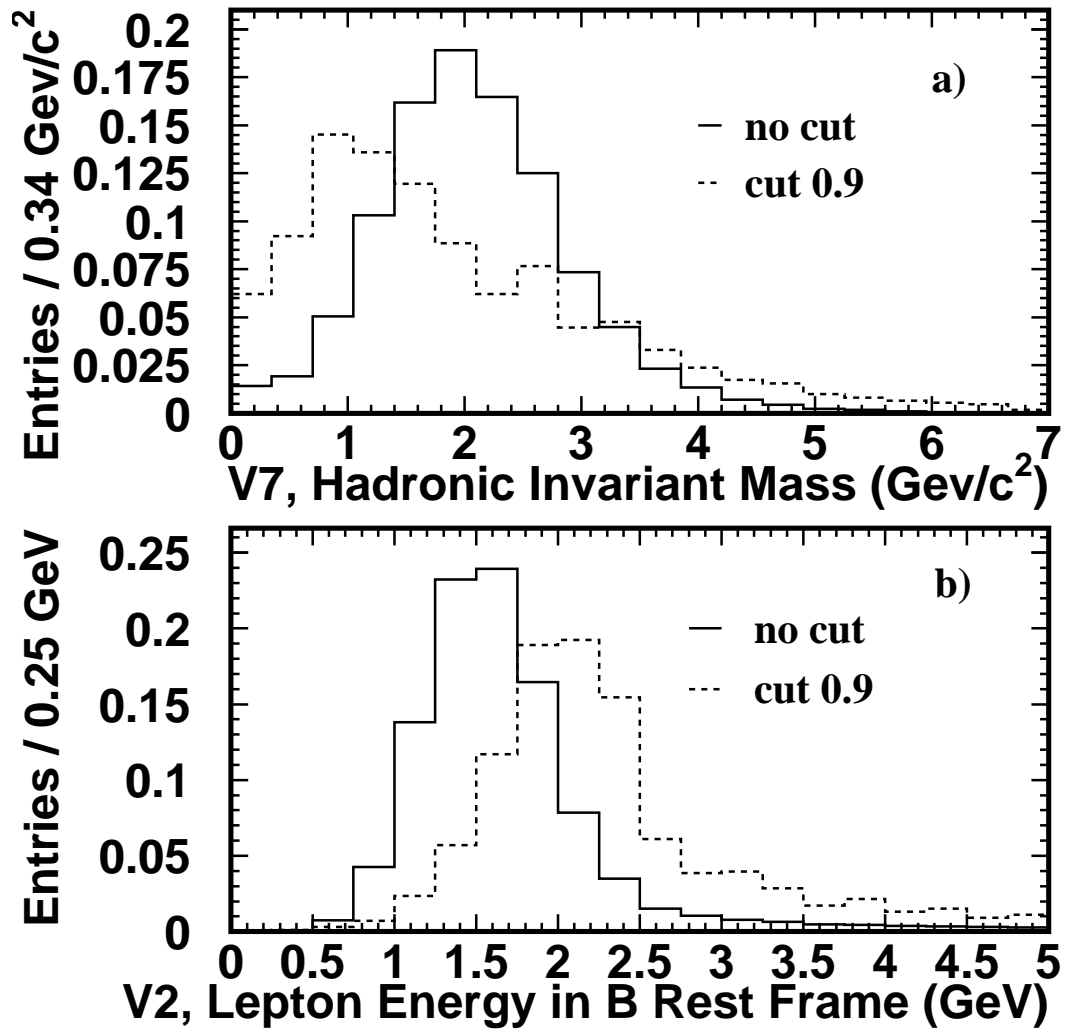 Entries / 0.34 Gev/c²
0.2
0.175
0.15
0.125
0.1
0.075
0.05
0.025
0
a)
no cut
cut 0.9
0 1 2 3 4 5 6 7
V7, Hadronic Invariant Mass (Gev/c²)
Entries / 0.25 GeV
0.25
0.2
0.15
0.1
0.05
0
b)
no cut
cut 0.9
0 0.5 1 1.5 2 2.5 3 3.5 4 4.5 5
V2, Lepton Energy in B Rest Frame (GeV)